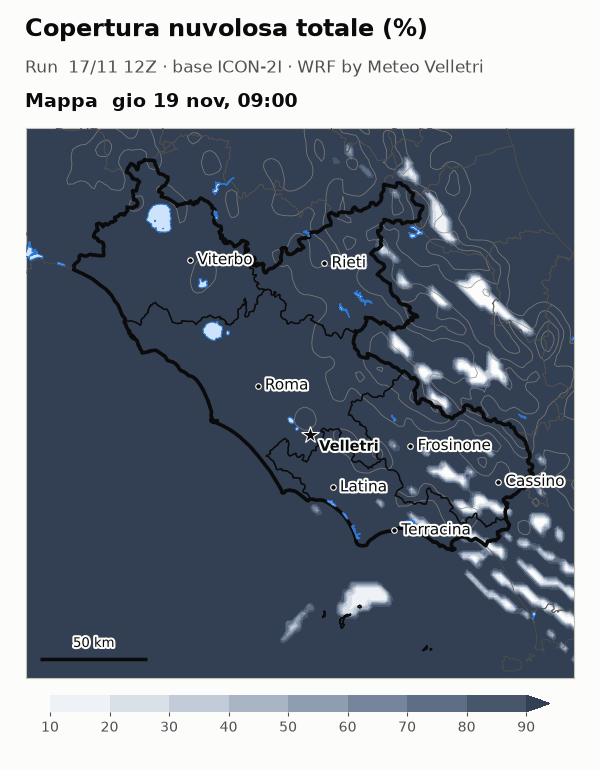 Copertura nuvolosa totale (%)
Run 17/11 12Z · base ICON-2I · WRF by Meteo Velletri
Mappa gio 19 nov, 09:00
Viterbo
Rieti
Roma
Velletri
Frosinone
Cassino
Latina
Terracina
50 km
10 20 30 40 50 60 70 80 90